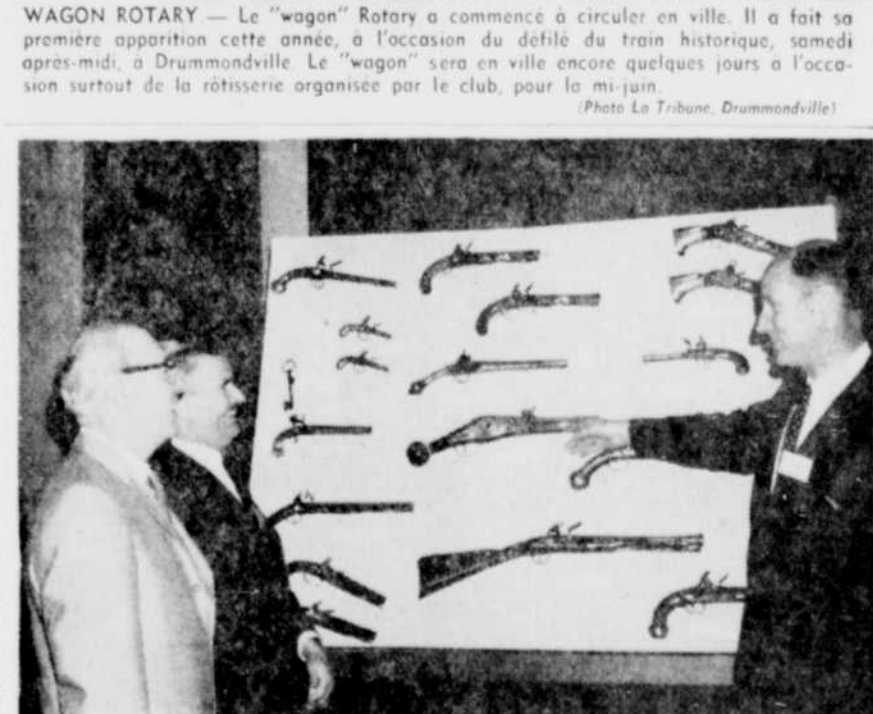 WAGON ROTARY — Le "wagon" Rotary a commencé à circuler en ville. Il a fait sa
première apparition cette année, à l'occasion du défilé du train historique, samedi
après-midi, à Drummondville. Le "wagon" sera en ville encore quelques jours à l'occa-
sion surtout de la rôtisserie organisée par le club, pour la mi-juin.
(Photo La Tribune, Drummondville)